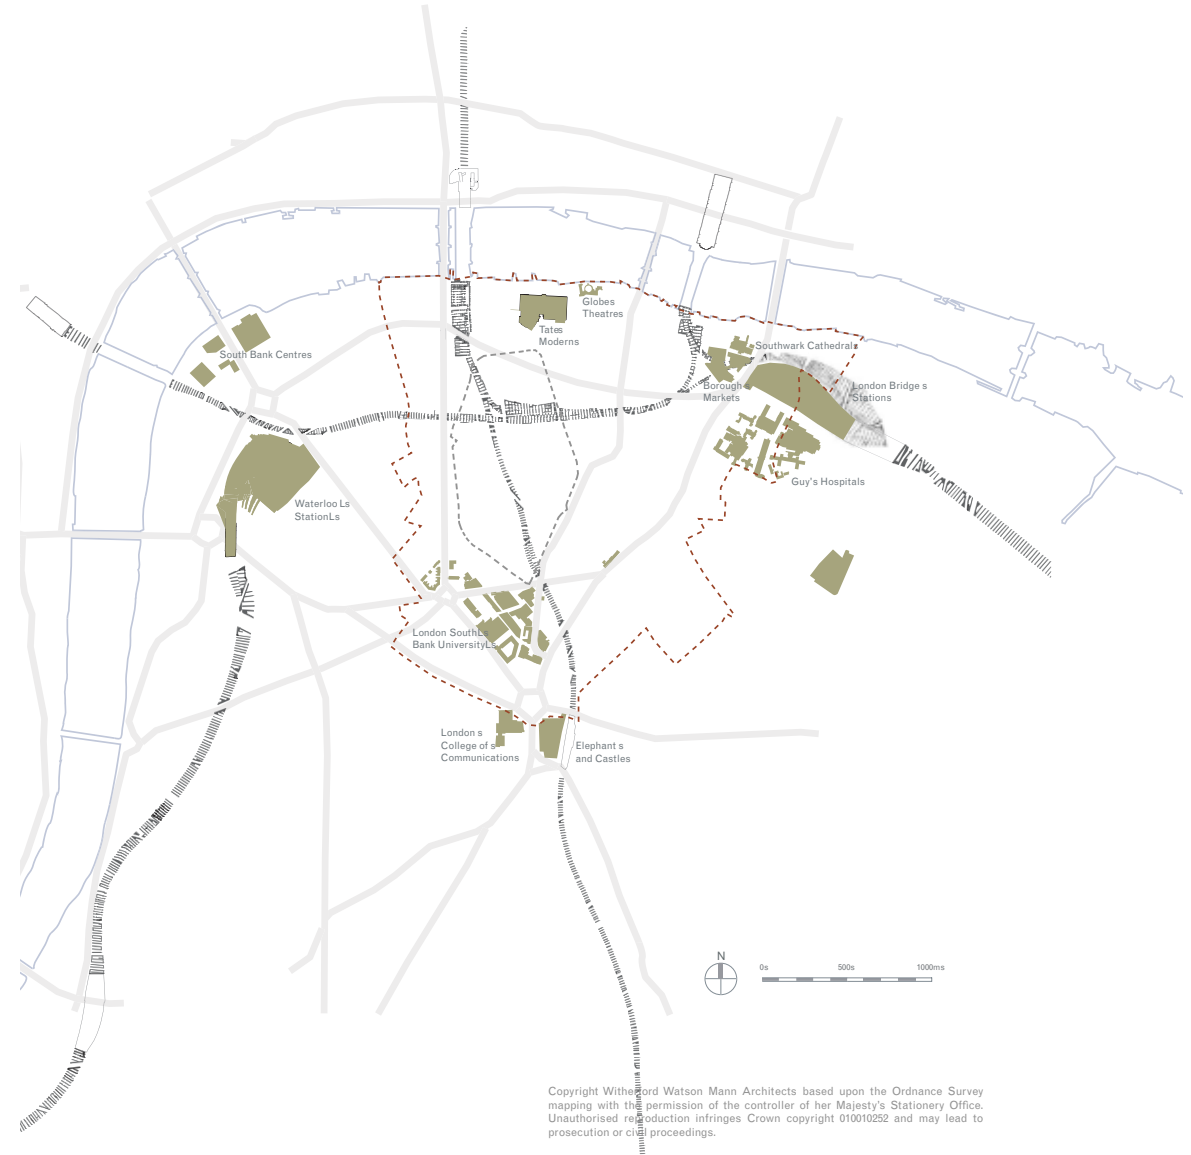 Globes
Theatres
Tates
Moderns
South Bank Centres
Southwark Cathedrals
Boroughs
Markets
London Bridge s
Stations
Guy's Hospitals
Waterloo Ls
StationLs
London SouthLs
Bank UniversityLs
London s
College of s
Communications
Elephant s
and Castles
N
0s 500s 1000ms
Copyright Witherford Watson Mann Architects based upon the Ordnance Survey
mapping with the permission of the controller of her Majesty's Stationery Office.
Unauthorised reproduction infringes Crown copyright 010010252 and may lead to
prosecution or civil proceedings.